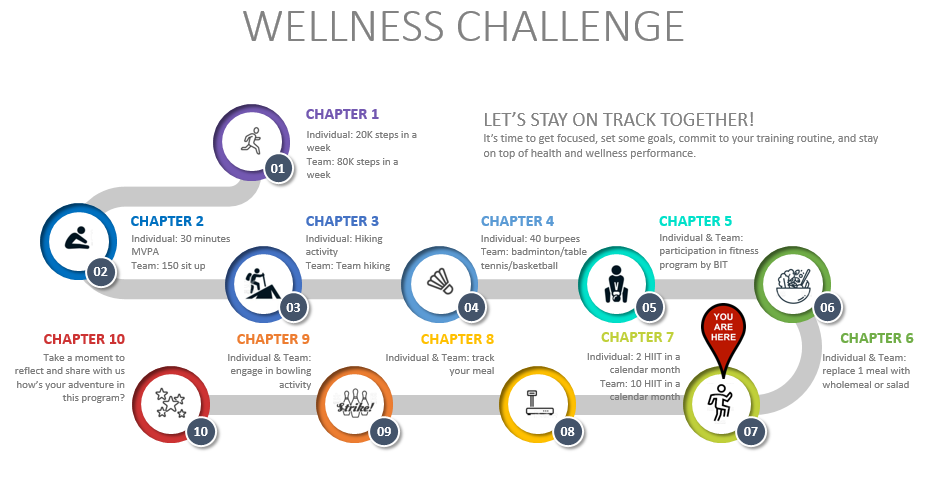 WELLNESS CHALLENGE
CHAPTER 1
Individual: 20K steps in a
week
Team: 80K steps in a
week
01
LET'S STAY ON TRACK TOGETHER!
It's time to get focused, set some goals, commit to your training routine, and stay
on top of health and wellness performance.
CHAPTER 2
Individual: 30 minutes
MVPA
Team: 150 sit up
02
CHAPTER 3
Individual: Hiking
activity
Team: Team hiking
03
CHAPTER 4
Individual: 40 burpees
Team: badminton/table
tennis/basketball
04
CHAPTER 5
Individual & Team:
participation in fitness
program by BIT
05
06
CHAPTER 6
Individual & Team:
replace 1 meal with
wholemeal or salad
YOU
ARE
HERE
CHAPTER 7
Individual: 2 HIIT in a
calendar month
Team: 10 HIIT in a
calendar month
07
CHAPTER 8
Individual & Team: track
your meal
08
CHAPTER 9
Individual & Team:
engage in bowling
activity
Strike!
09
CHAPTER 10
Take a moment to
reflect and share with us
how's your adventure in
this program?
10